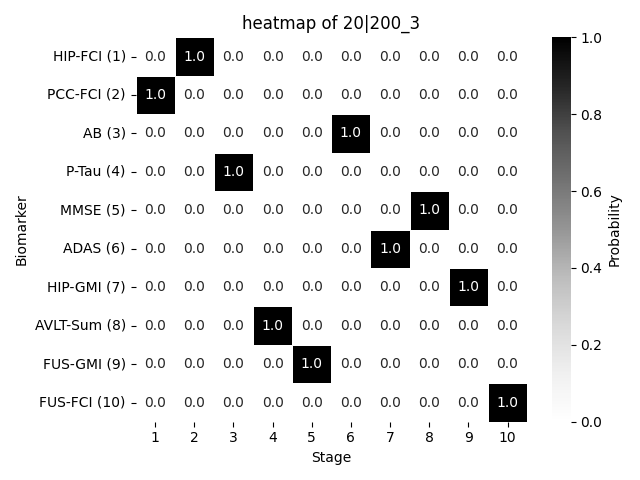 heatmap of 20|200_3
HIP-FCI (1) 0.0 1.0 0.0 0.0 0.0 0.0 0.0 0.0 0.0 0.0
PCC-FCI (2) 1.0 0.0 0.0 0.0 0.0 0.0 0.0 0.0 0.0 0.0
AB (3) 0.0 0.0 0.0 0.0 0.0 1.0 0.0 0.0 0.0 0.0
P-Tau (4) 0.0 0.0 1.0 0.0 0.0 0.0 0.0 0.0 0.0 0.0
MMSE (5) 0.0 0.0 0.0 0.0 0.0 0.0 0.0 1.0 0.0 0.0
ADAS (6) 0.0 0.0 0.0 0.0 0.0 0.0 1.0 0.0 0.0 0.0
HIP-GMI (7) 0.0 0.0 0.0 0.0 0.0 0.0 0.0 0.0 1.0 0.0
AVLT-Sum (8) 0.0 0.0 0.0 1.0 0.0 0.0 0.0 0.0 0.0 0.0
FUS-GMI (9) 0.0 0.0 0.0 0.0 1.0 0.0 0.0 0.0 0.0 0.0
FUS-FCI (10) 0.0 0.0 0.0 0.0 0.0 0.0 0.0 0.0 0.0 1.0
1 2 3 4 5 6 7 8 9 10
Stage
Biomarker
1.0
0.8
0.6
0.4
0.2
0.0
Probability